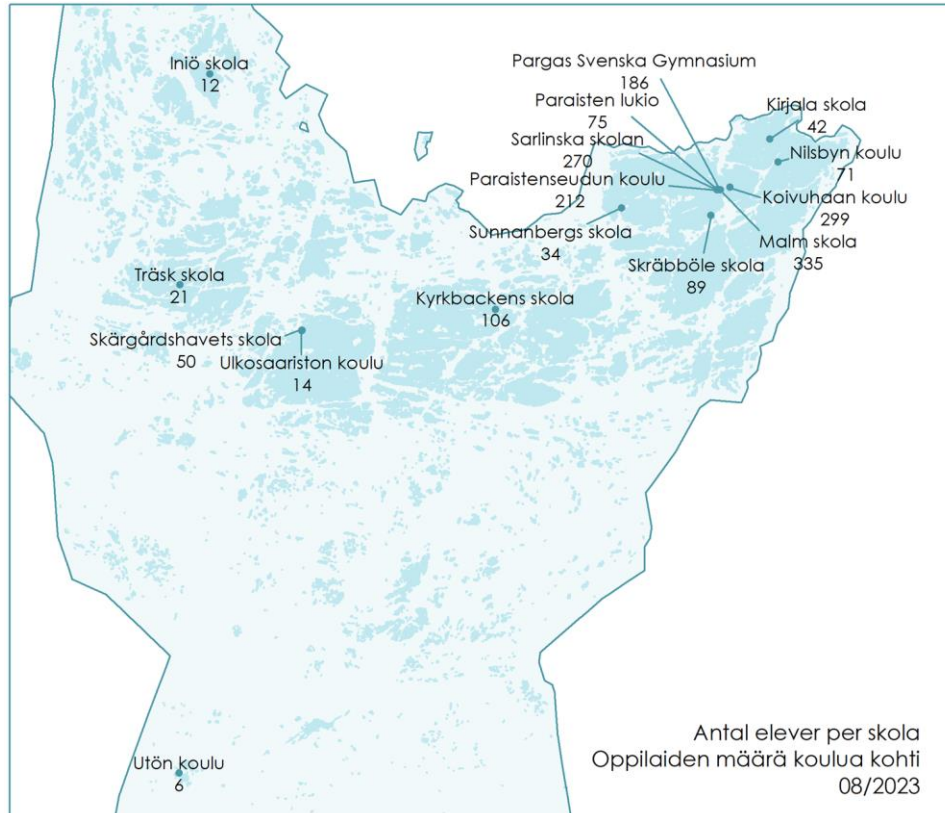 Iniö skola
12
Pargas Svenska Gymnasium
186
Paraisten lukio
75
Sarlinska skolan
270
Paraistenseudun koulu
212
Sunnanbergs skola
34
Kirjala skola
42
Nilsbyn koulu
71
Koivuhaan koulu
299
Malm skola
335
Skräbböle skola
89
Träsk skola
21
Kyrkbackens skola
106
Skärgårdshavets skola
50
Ulkosaariston koulu
14
Utön koulu
6
Antal elever per skola
Oppilaiden määrä koulua kohti
08/2023